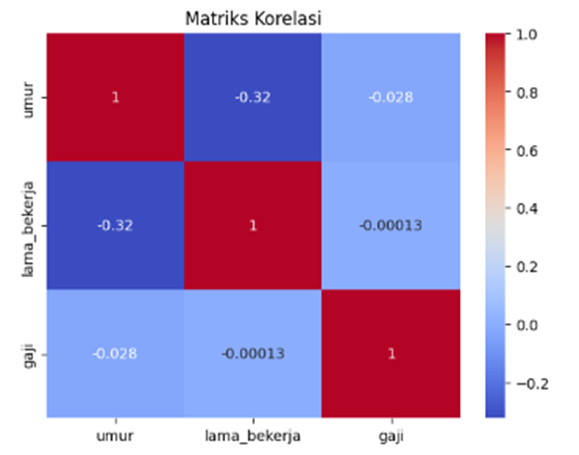 Matriks Korelasi
umur
1
-0.32
-0.028
lama_bekerja
-0.32
1
-0.00013
gaji
-0.028
-0.00013
1
umur
lama_bekerja
gaji
1.0
0.8
0.6
0.4
0.2
0.0
−0.2